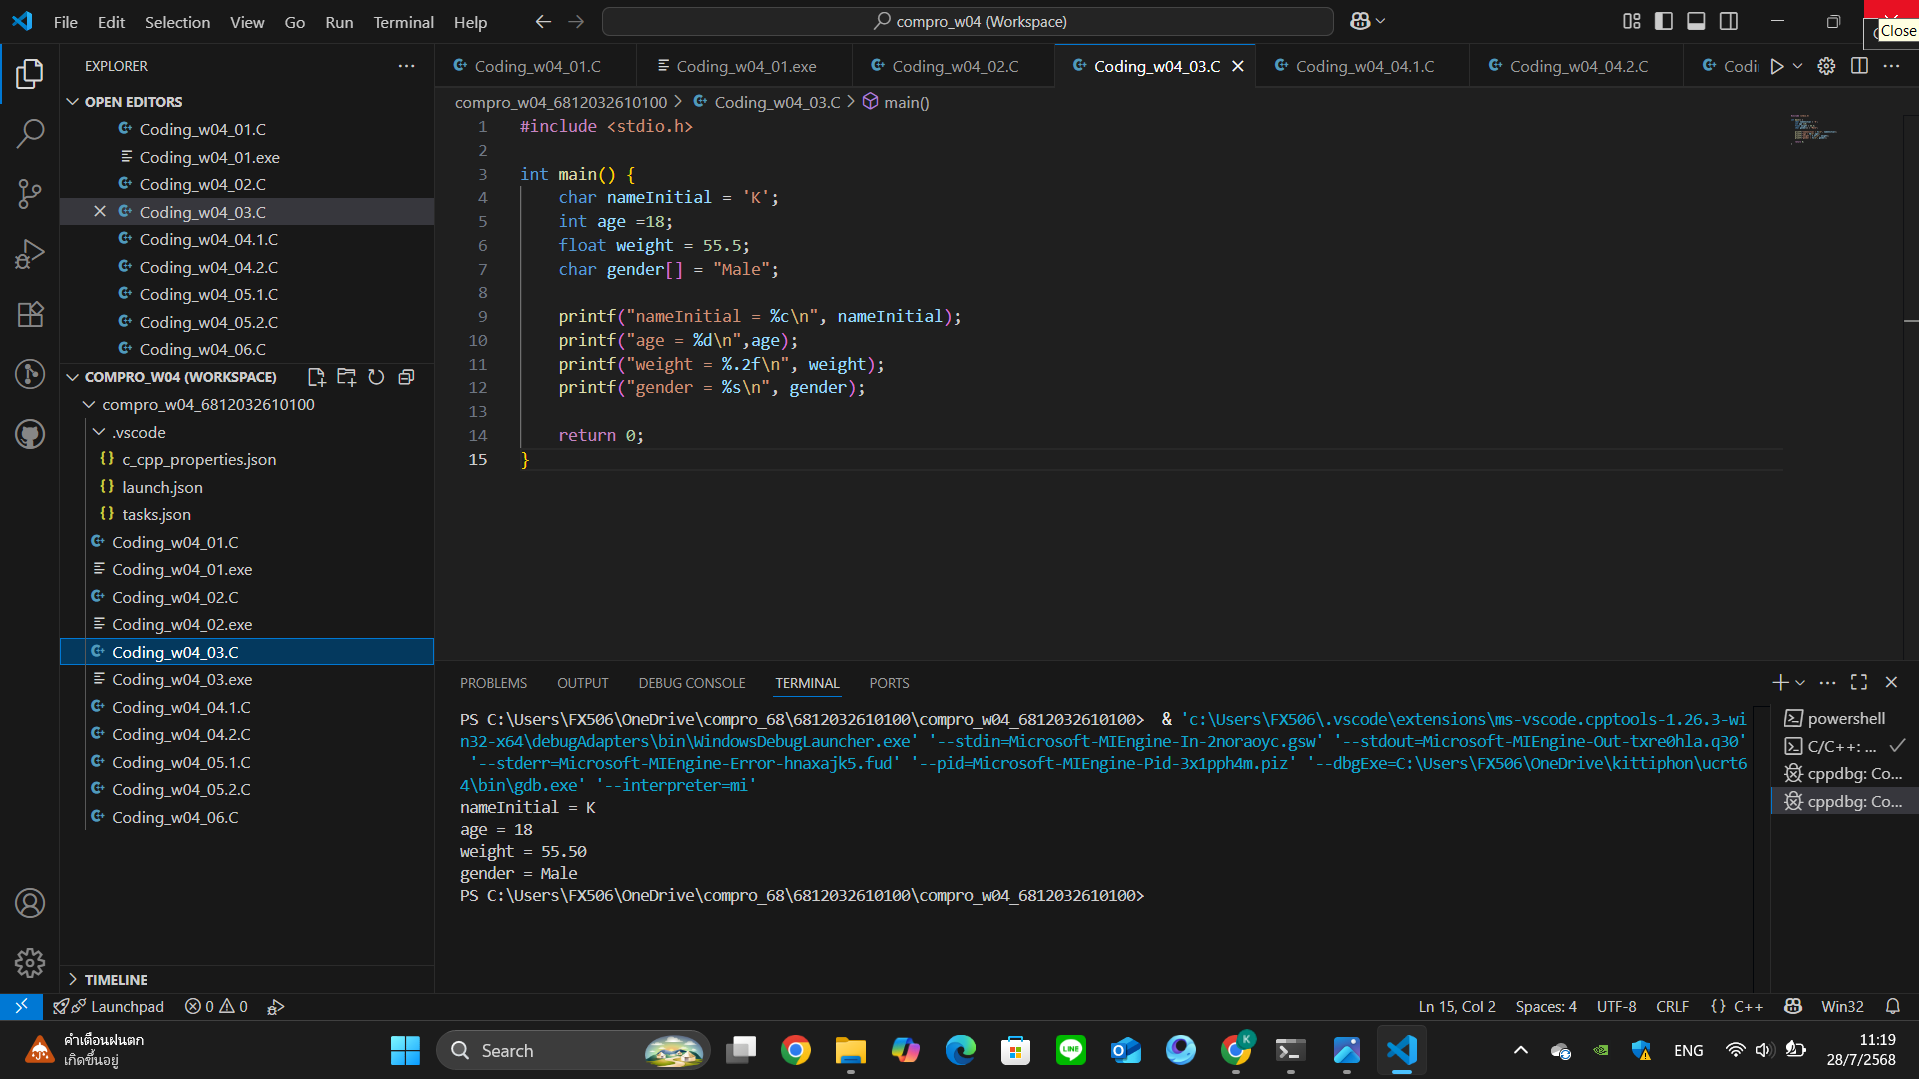 File Edit Selection View Go Run Terminal Help
compro_w04 (Workspace)
Close
EXPLORER
OPEN EDITORS
Coding_w04_01.C
Coding_w04_01.exe
Coding_w04_02.C
Coding_w04_03.C
Coding_w04_04.1.C
Coding_w04_04.2.C
Coding_w04_05.1.C
Coding_w04_05.2.C
Coding_w04_06.C
COMPRO_W04 (WORKSPACE)
compro_w04_6812032610100
.vscode
{} c_cpp_properties.json
{} launch.json
{} tasks.json
Coding_w04_01.C
Coding_w04_01.exe
Coding_w04_02.C
Coding_w04_02.exe
Coding_w04_03.C
Coding_w04_03.exe
Coding_w04_04.1.C
Coding_w04_04.2.C
Coding_w04_05.1.C
Coding_w04_05.2.C
Coding_w04_06.C
TIMELINE
Coding_w04_01.C Coding_w04_01.exe Coding_w04_02.C Coding_w04_03.C Coding_w04_04.1.C Coding_w04_04.2.C Codi
compro_w04_6812032610100 > Coding_w04_03.C > main()
1 #include <stdio.h>
2
3 int main() {
4 char nameInitial = 'K';
5 int age =18;
6 float weight = 55.5;
7 char gender[] = "Male";
8
9 printf("nameInitial = %c\n", nameInitial);
10 printf("age = %d\n",age);
11 printf("weight = %.2f\n", weight);
12 printf("gender = %s\n", gender);
13
14 return 0;
15 }
PROBLEMS OUTPUT DEBUG CONSOLE TERMINAL PORTS
PS C:\Users\FX506\OneDrive\compro_68\6812032610100\compro_w04_6812032610100> & 'c:\Users\FX506\.vscode\extensions\ms-vscode.cpptools-1.26.3-wi
n32-x64\debugAdapters\bin\WindowsDebugLauncher.exe' '--stdin=Microsoft-MIEngine-In-2noraoyc.gsw' '--stdout=Microsoft-MIEngine-Out-txre0hla.q30'
'--stderr=Microsoft-MIEngine-Error-hnaxajk5.fud' '--pid=Microsoft-MIEngine-Pid-3x1pph4m.piz' '--dbgExe=C:\Users\FX506\OneDrive\kittiphon\ucrt6
4\bin\gdb.exe' '--interpreter=mi'
nameInitial = K
age = 18
weight = 55.50
gender = Male
PS C:\Users\FX506\OneDrive\compro_68\6812032610100\compro_w04_6812032610100>
powershell
C/C++: ...
cppdbg: Co...
cppdbg: Co...
Launchpad 0 0
Ln 15, Col 2 Spaces: 4 UTF-8 CRLF {} C++ Win32
คำเตือนฝนตก
เกิดขึ้นอยู่
Search
K
LINE
ENG
11:19
28/7/2568